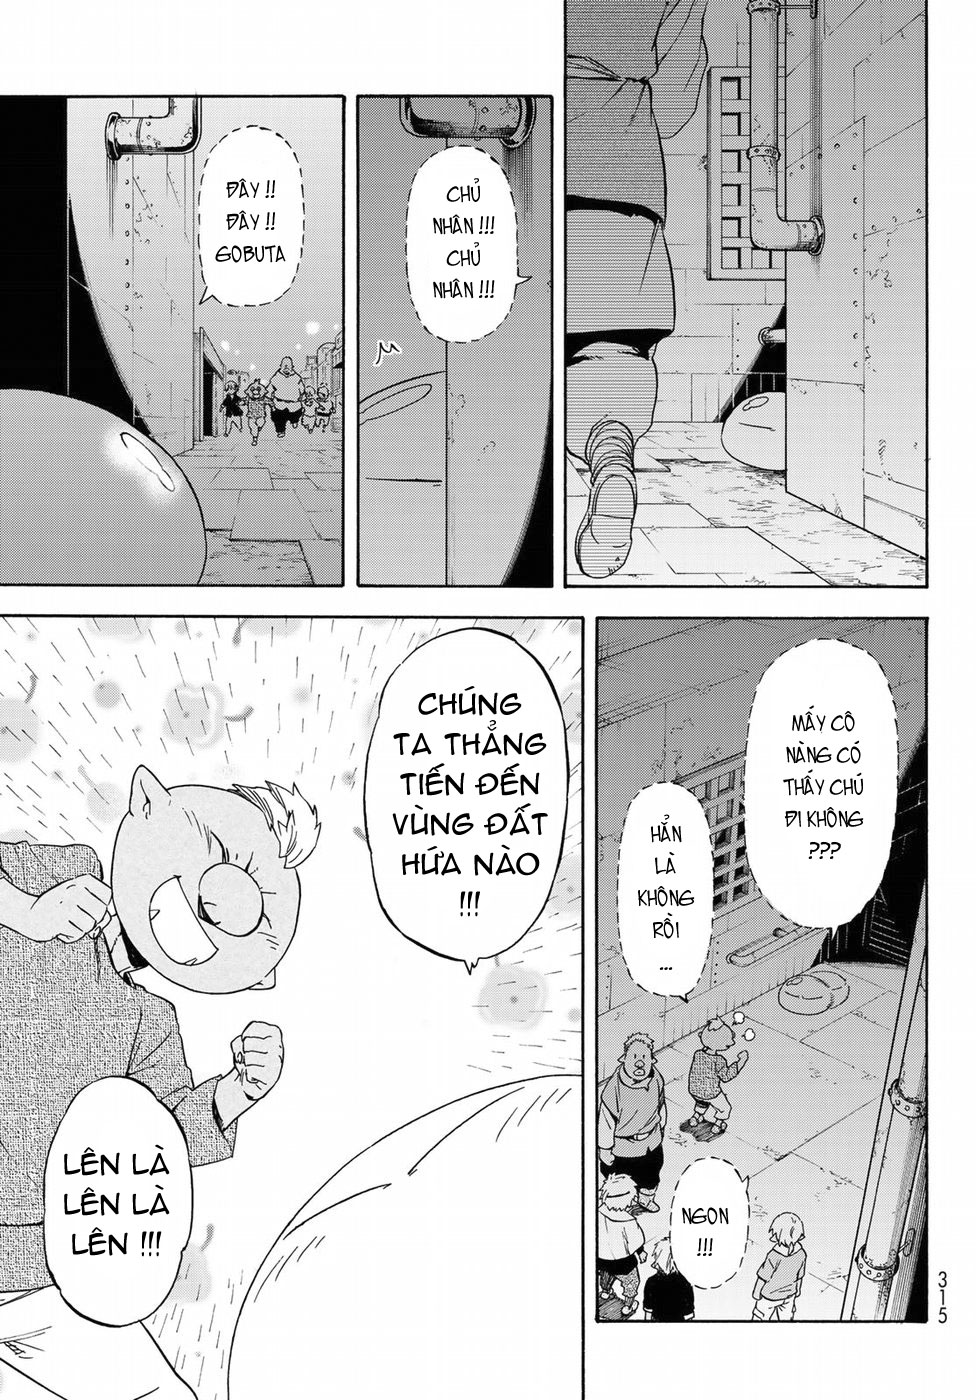 CHỦ
NHÂN !!!
CHỦ
NHÂN !!!
ĐÂY !!
ĐÂY !!
GOBUTA
MẤY CÔ
NÀNG CÓ
THẤY CHÚ
ĐI KHÔNG
???
HẲN
LÀ
KHÔNG
RỒI
...
NGON
!!!
CHÚNG
TA THẲNG
TIẾN ĐẾN
VÙNG ĐẤT
HỨA NÀO
!!!
LÊN LÀ
LÊN LÀ
LÊN !!!
315